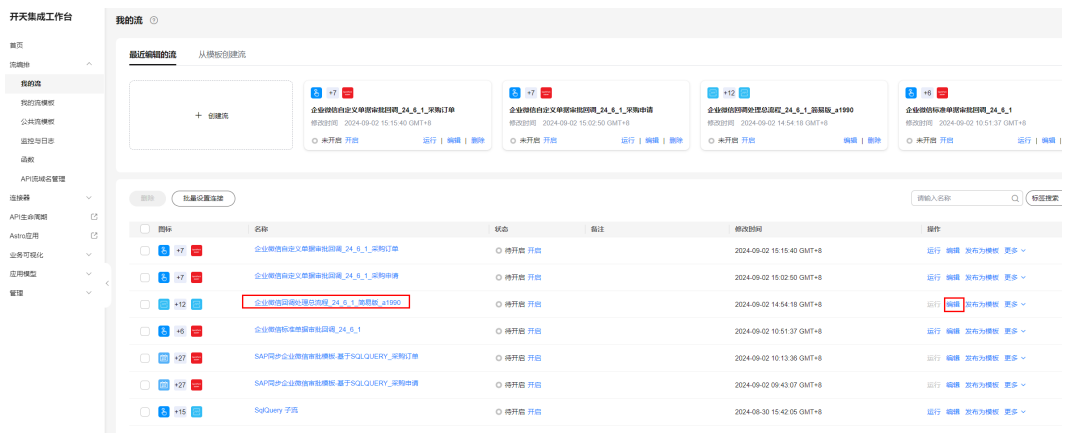 开天集成工作台
首页
流编排
我的流
我的流模板
公共流模板
监控与日志
函数
API流域名管理
连接器
API生命周期
Astro应用
业务可视化
应用模型
管理
我的流
最近编辑的流 从模板创建流
+ 创建流
+7
企业微信自定义单据审批回调_24_6_1_采购订单
修改时间 2024-09-02 15:15:40 GMT+8
未开启 开启 运行 | 编辑 | 删除
+7
企业微信自定义单据审批回调_24_6_1_采购申请
修改时间 2024-09-02 15:02:50 GMT+8
未开启 开启 运行 | 编辑 | 删除
+12
企业微信回调处理总流程_24_6_1_简易版_a1990
修改时间 2024-09-02 14:54:18 GMT+8
未开启 开启 编辑 | 删除
+6
企业微信标准单据审批回调_24_6_1
修改时间 2024-09-02 10:51:37 GMT+8
未开启 开启 运行 | 编辑 |
删除 批量设置连接 请输入名称 标签搜索
图标 名称 状态 备注 修改时间 操作
+7 企业微信自定义单据审批回调_24_6_1_采购订单 待开启 开启 2024-09-02 15:15:40 GMT+8 运行 编辑 发布为模板 更多
+7 企业微信自定义单据审批回调_24_6_1_采购申请 待开启 开启 2024-09-02 15:02:50 GMT+8 运行 编辑 发布为模板 更多
+12 企业微信回调处理总流程_24_6_1_简易版_a1990 待开启 开启 2024-09-02 14:54:18 GMT+8 运行 编辑 发布为模板 更多
+6 企业微信标准单据审批回调_24_6_1 待开启 开启 2024-09-02 10:51:37 GMT+8 运行 编辑 发布为模板 更多
+27 SAP同步企业微信审批模板-基于SQLQUERY_采购订单 待开启 开启 2024-09-02 10:13:36 GMT+8 运行 编辑 发布为模板 更多
+27 SAP同步企业微信审批模板-基于SQLQUERY_采购申请 待开启 开启 2024-09-02 09:43:07 GMT+8 运行 编辑 发布为模板 更多
+15 SqlQuery 子流 待开启 开启 2024-08-30 15:42:05 GMT+8 运行 编辑 发布为模板 更多